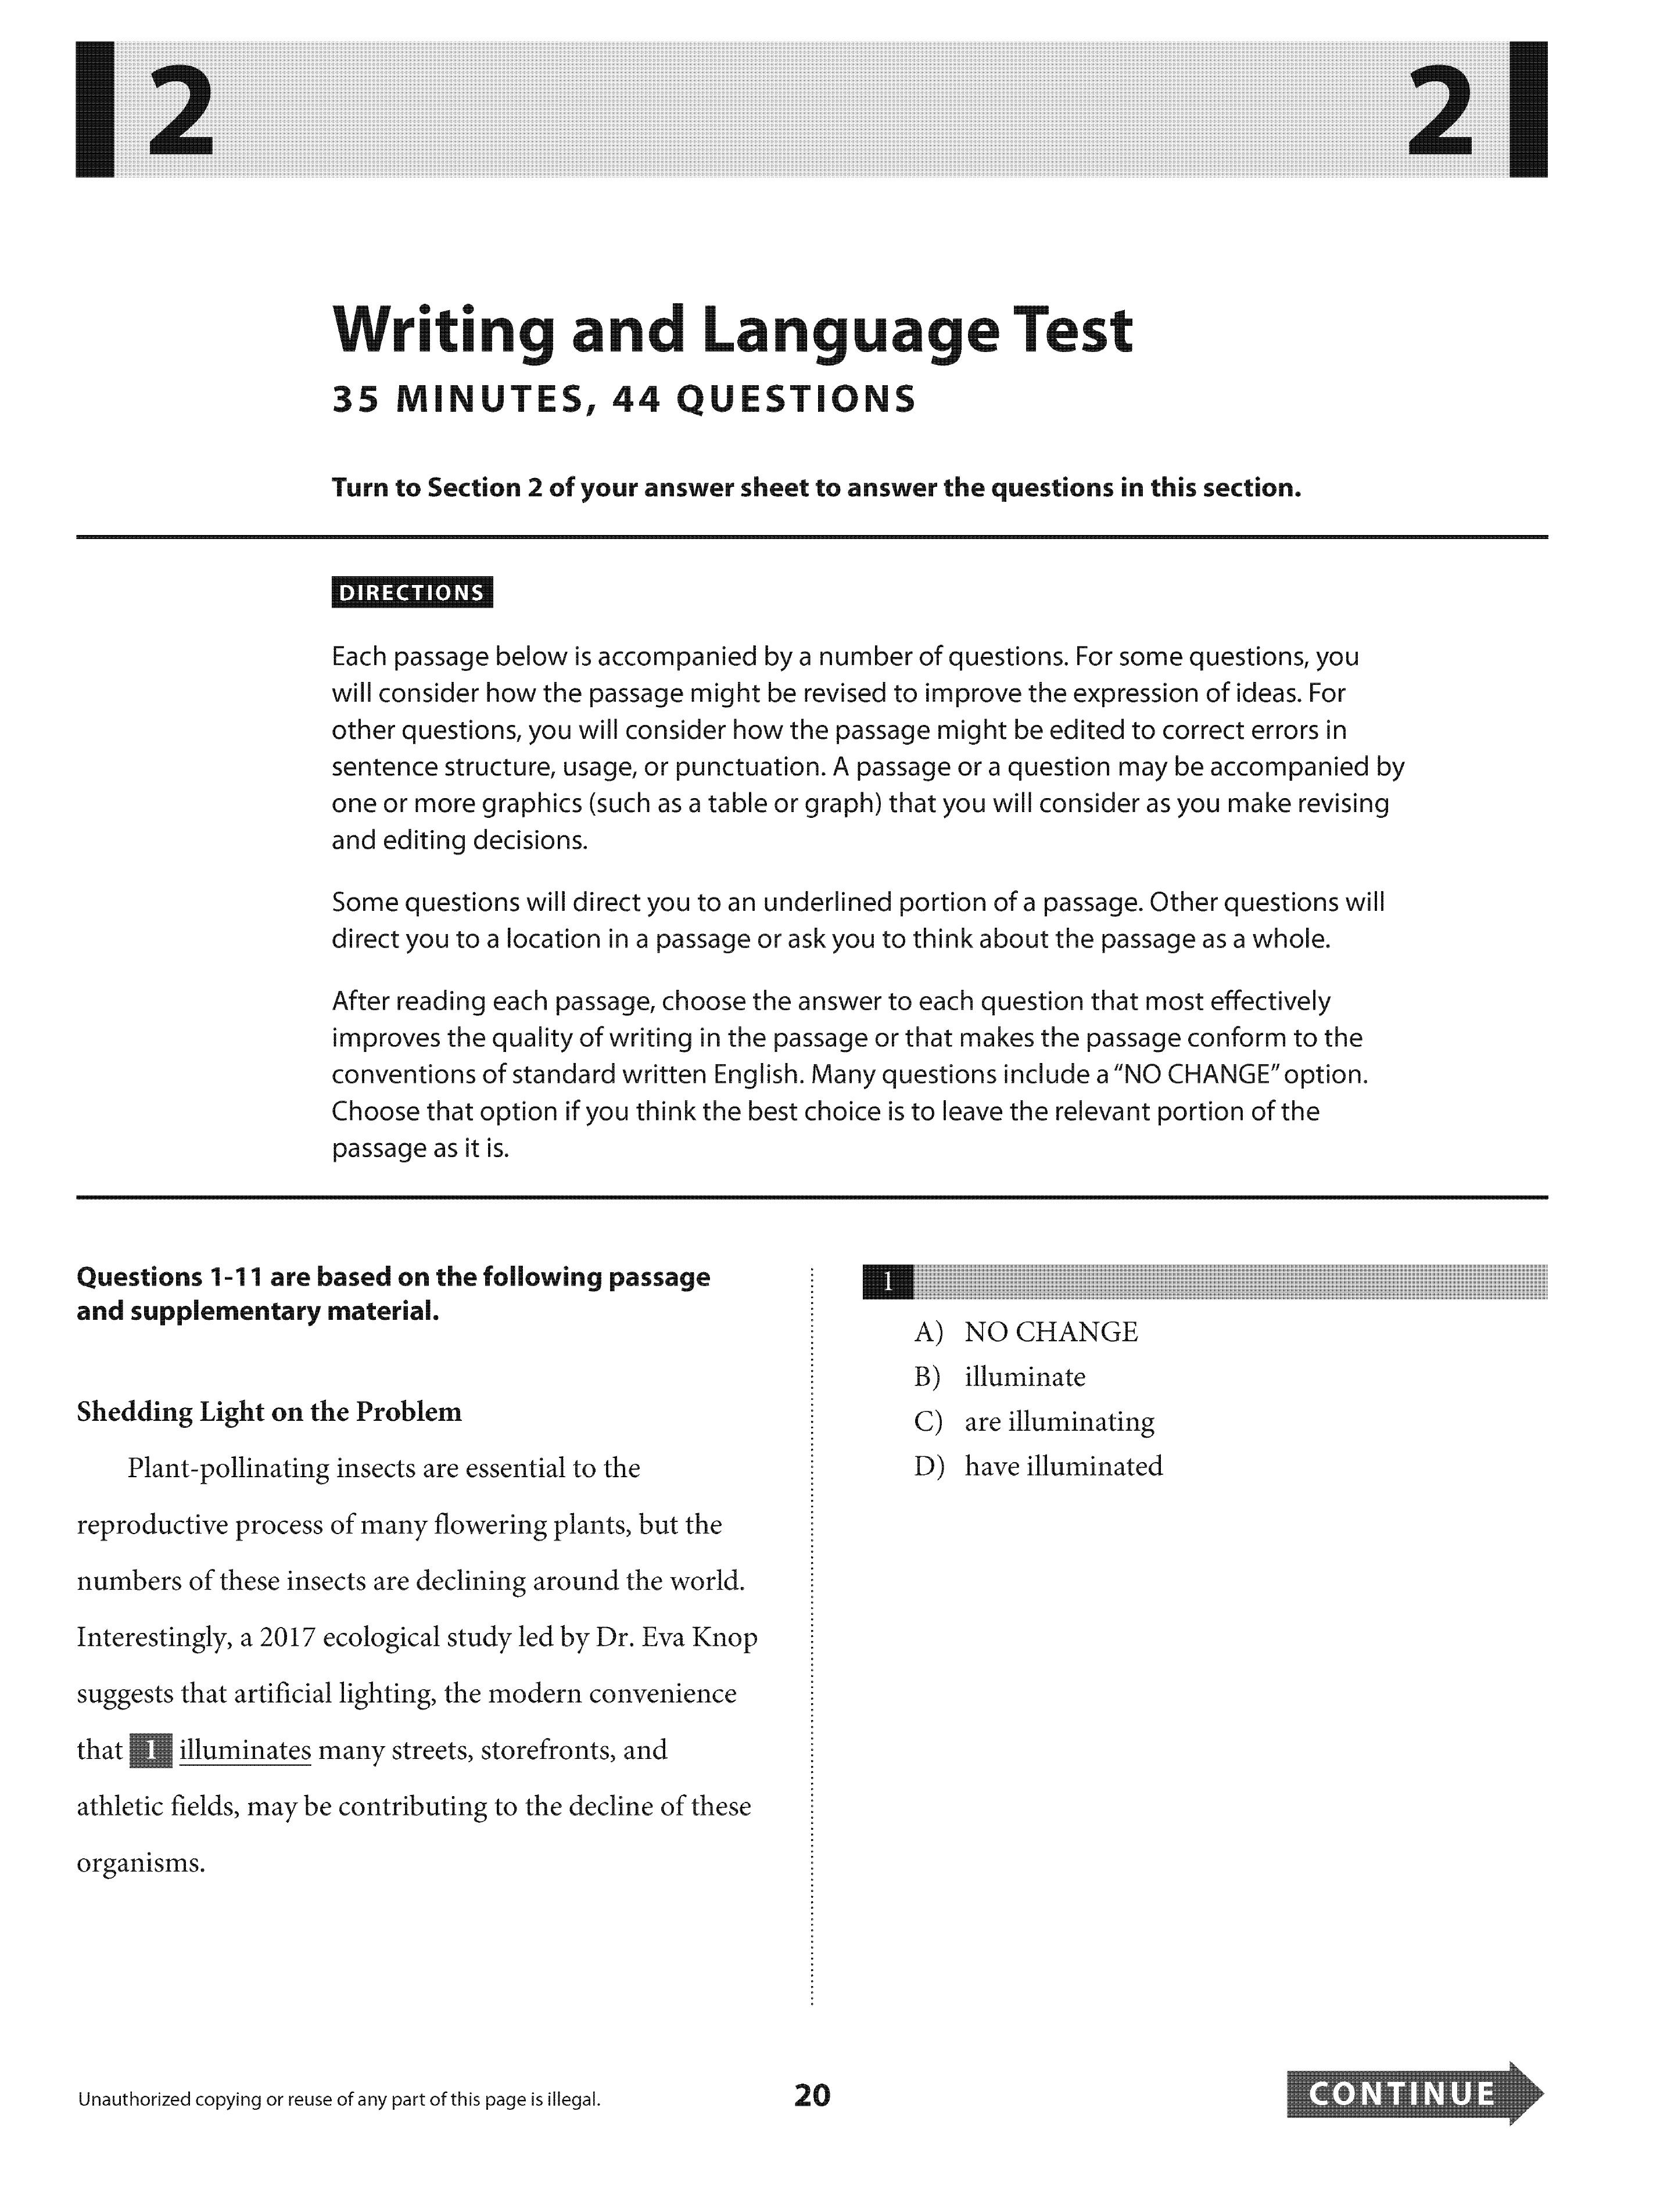 2
2
Writing and Language Test
35 MINUTES, 44 QUESTIONS
Turn to Section 2 of your answer sheet to answer the questions in this section.
DIRECTIONS
Each passage below is accompanied by a number of questions. For some questions, you
will consider how the passage might be revised to improve the expression of ideas. For
other questions, you will consider how the passage might be edited to correct errors in
sentence structure, usage, or punctuation. A passage or a question may be accompanied by
one or more graphics (such as a table or graph) that you will consider as you make revising
and editing decisions.
Some questions will direct you to an underlined portion of a passage. Other questions will
direct you to a location in a passage or ask you to think about the passage as a whole.
After reading each passage, choose the answer to each question that most effectively
improves the quality of writing in the passage or that makes the passage conform to the
conventions of standard written English. Many questions include a “NO CHANGE” option.
Choose that option if you think the best choice is to leave the relevant portion of the
passage as it is.
Questions 1-11 are based on the following passage
and supplementary material.
Shedding Light on the Problem
Plant-pollinating insects are essential to the
reproductive process of many flowering plants, but the
numbers of these insects are declining around the world.
Interestingly, a 2017 ecological study led by Dr. Eva Knop
suggests that artificial lighting, the modern convenience
that 1 illuminates many streets, storefronts, and
athletic fields, may be contributing to the decline of these
organisms.
1
A) NO CHANGE
B) illuminate
C) are illuminating
D) have illuminated
Unauthorized copying or reuse of any part of this page is illegal.
20
CONTINUE